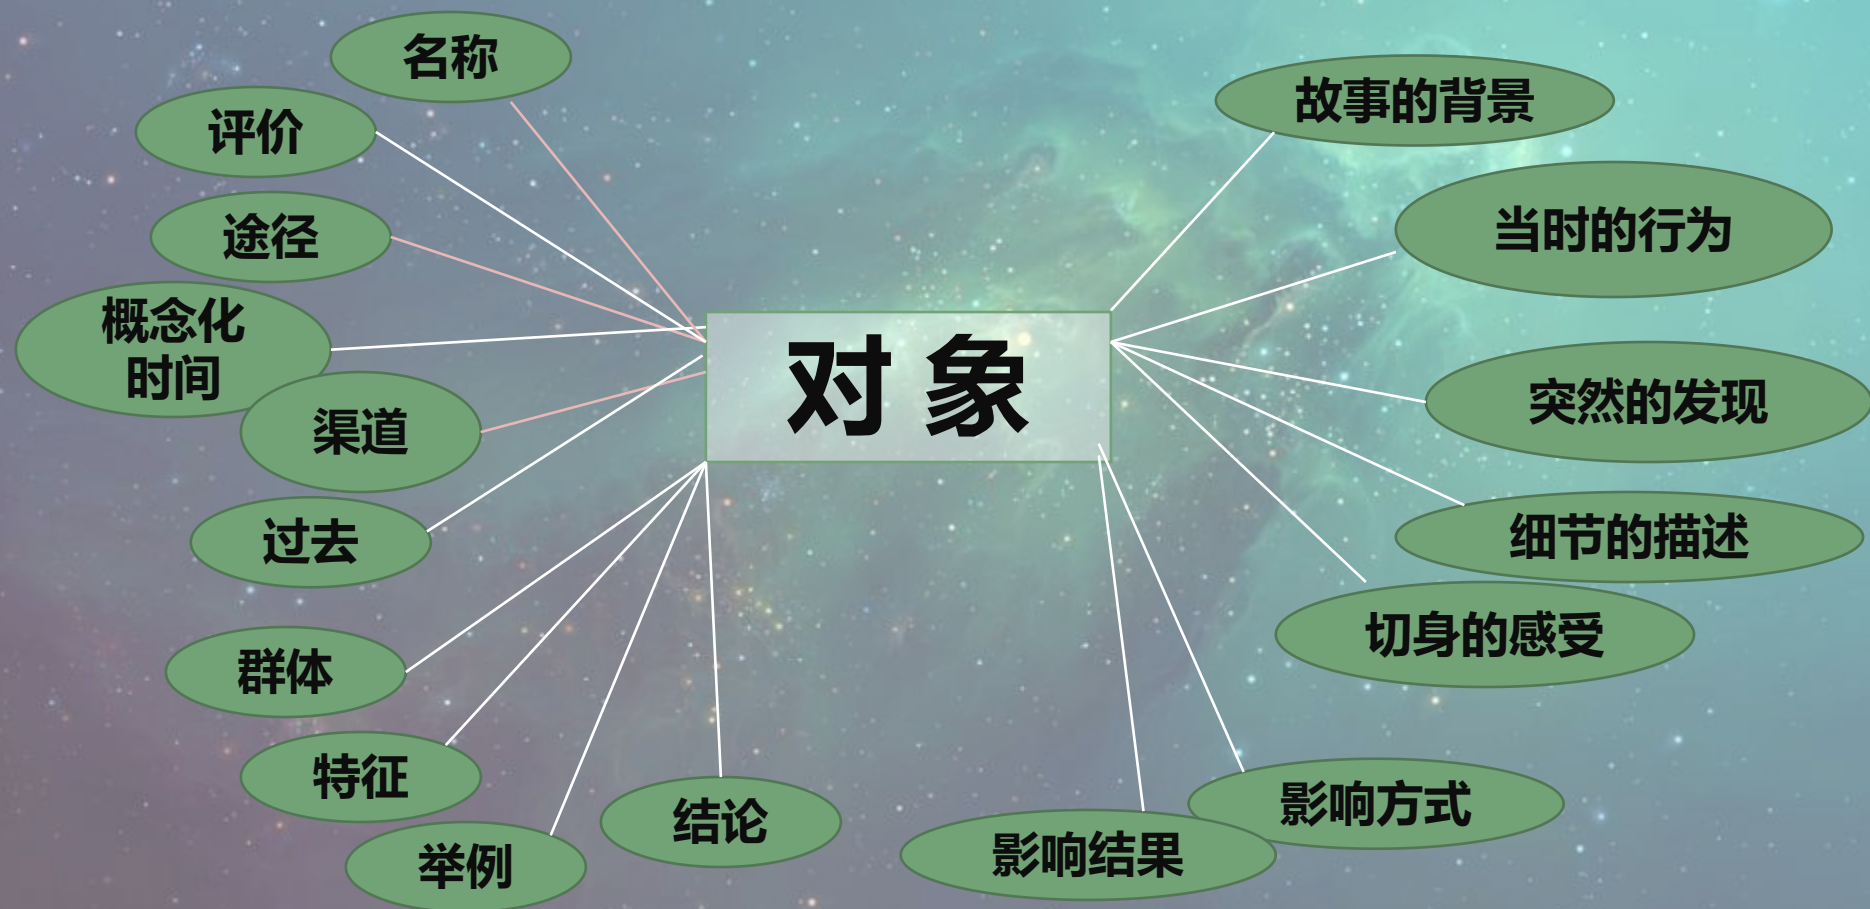 名称
评价
途径
概念化
时间
渠道
过去
群体
特征
举例
结论
对象
故事的背景
当时的行为
突然的发现
细节的描述
切身的感受
影响方式
影响结果